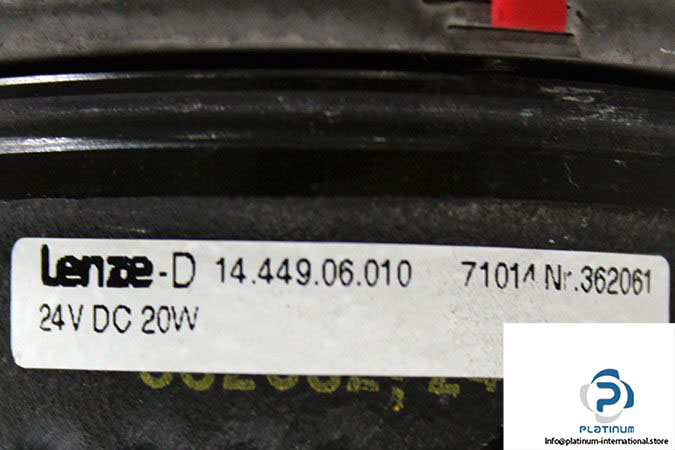 Lenze-D 14.449.06.010 71014 Nr.362061
24V DC 20W
PLATINUM
Info@platinum-international.store